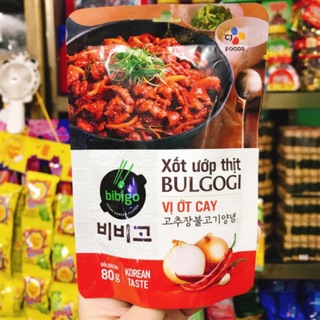 CJ
FOODS
bibigo
비비고
Xốt ướp thịt
BULGOGI
VỊ ỚT CAY
고추장불고기양념
80g
KOREAN
TASTE